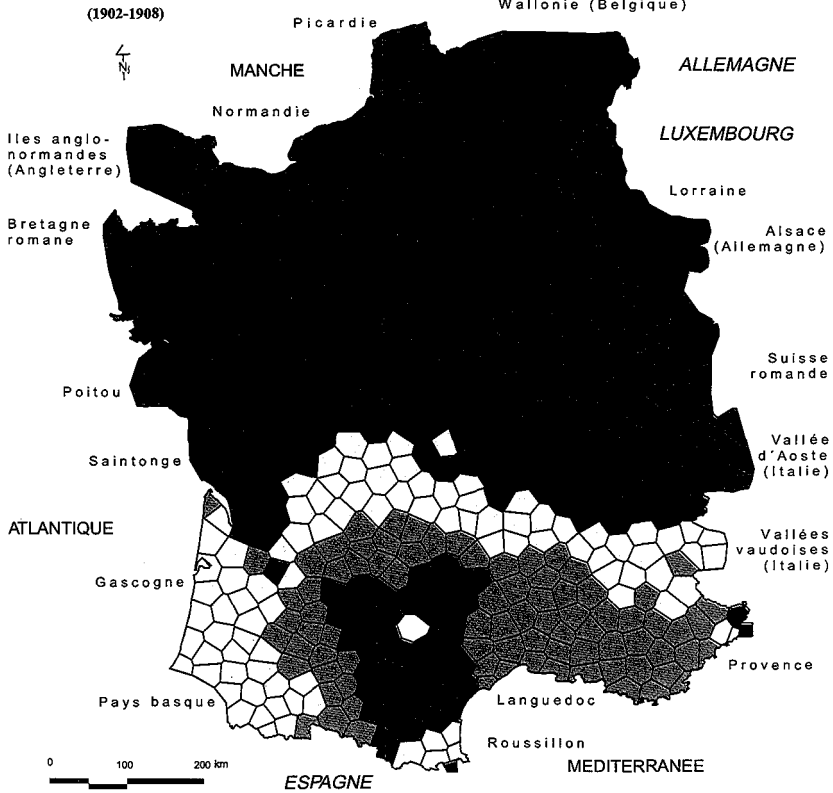 (1902-1908)
Wallonie (Belgique)
Picardie
N
MANCHE
ALLEMAGNE
Normandie
Iles anglo-
normandes
(Angleterre)
LUXEMBOURG
Lorraine
Bretagne
romane
Alsace
(Allemagne)
Suisse
romande
Poitou
Saintonge
Vallée
d'Aoste
(Italie)
ATLANTIQUE
Vallées
vaudoises
(Italie)
Gascogne
Provence
Pays basque
Languedoc
Roussillon
0 100 200 km
ESPAGNE
MEDITERRANEE